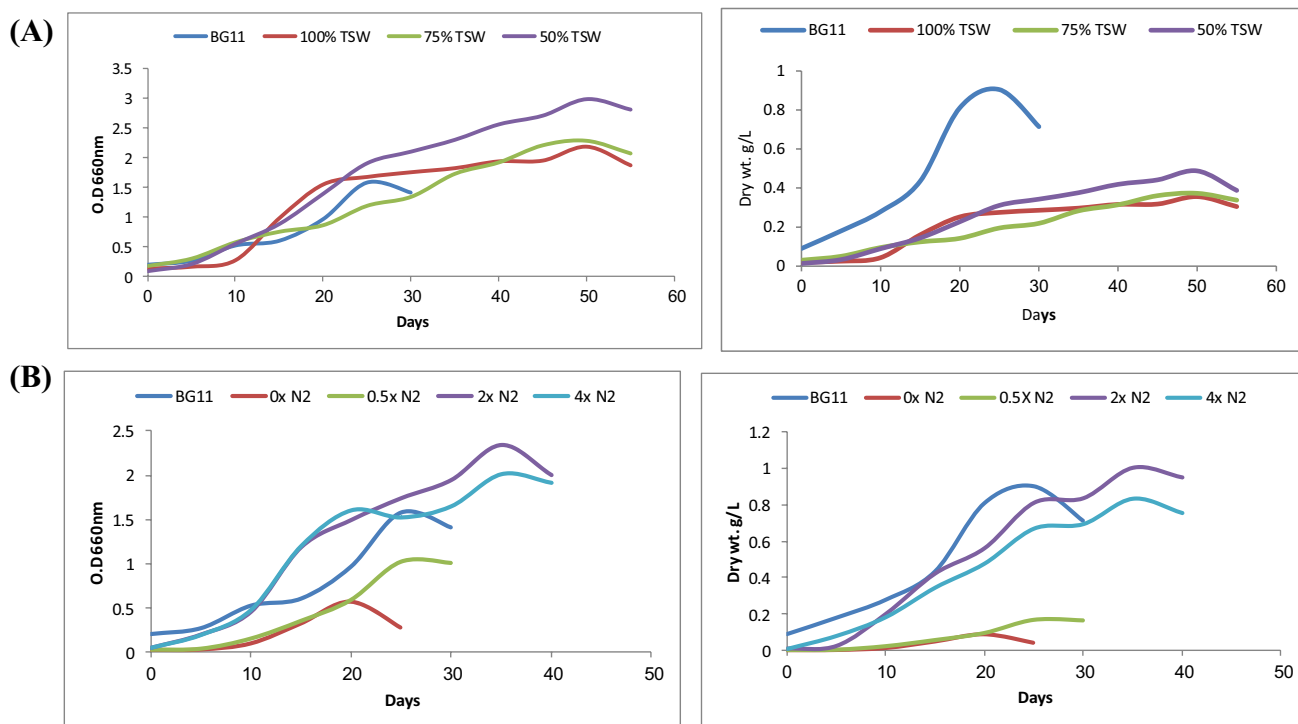 (A)
BG11 100% TSW 75% TSW 50% TSW
3.5
3
2.5
2
1.5
1
0.5
0
O.D 660nm
0 10 20 30 40 50 60
Days
BG11 100% TSW 75% TSW 50% TSW
1
0.8
0.6
0.4
0.2
0
Dry wt. g/L
0 10 20 30 40 50 60
Days
(B)
BG11 0x N2 0.5x N2 2x N2 4x N2
2.5
2
1.5
1
0.5
0
O.D660nm
0 10 20 30 40 50
Days
BG11 0x N2 0.5X N2 2x N2 4x N2
1.2
1
0.8
0.6
0.4
0.2
0
Dry wt. g/L
0 10 20 30 40 50
Days